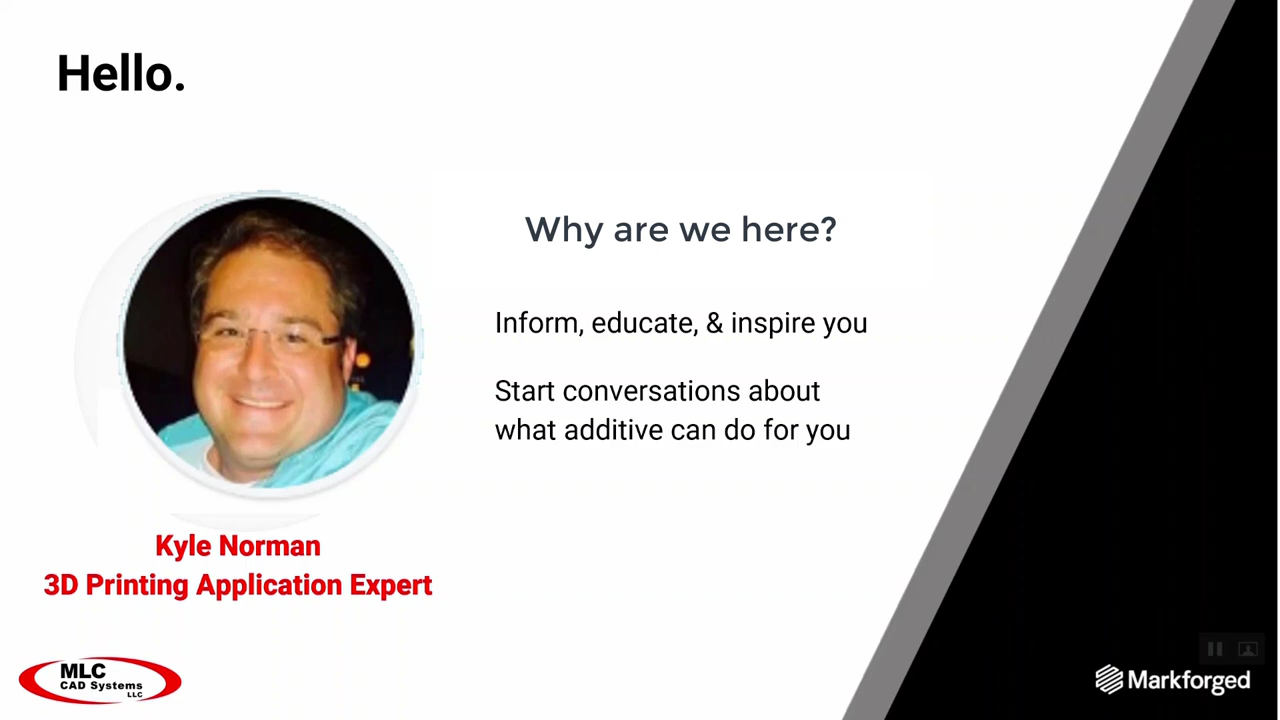 Hello.
Why are we here?
Inform, educate, & inspire you
Start conversations about
what additive can do for you
Kyle Norman
3D Printing Application Expert
MLC
CAD Systems
LLC
Markforged